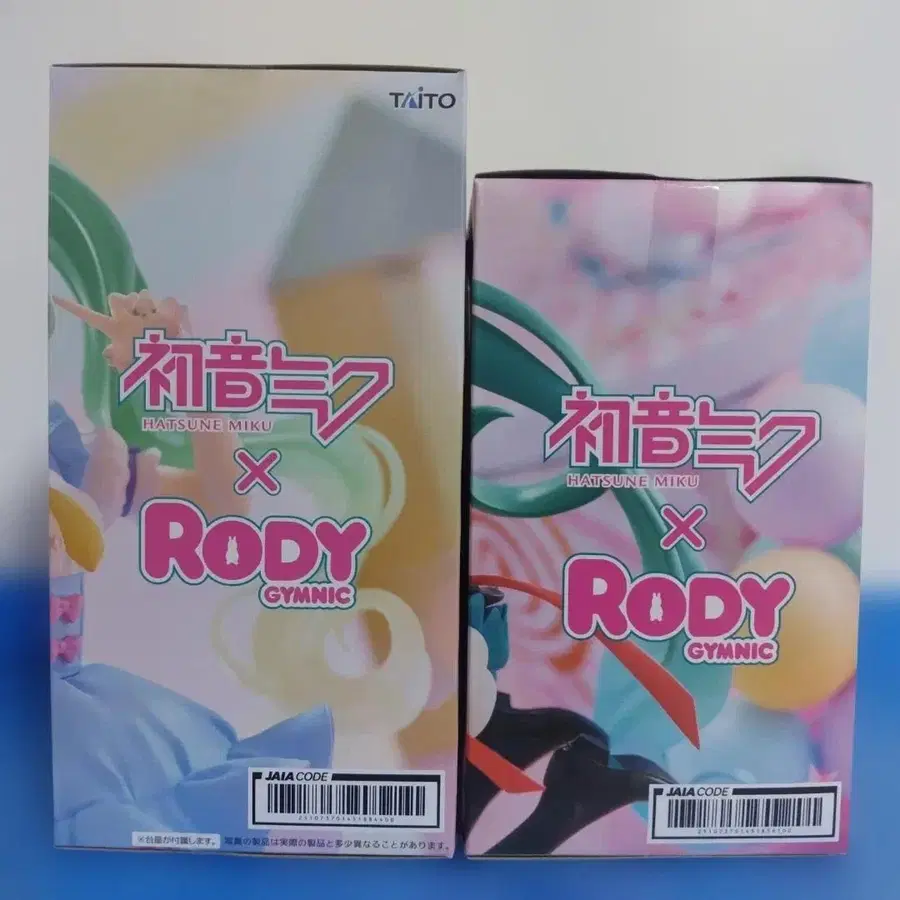 TAITO
初音ミク
HATSUNE MIKU
×
RODY
GYMNIC
JAIA CODE
※台座が付属します。 写真の製品は実際の製品と多少異なることがあります。
初音ミク
HATSUNE MIKU
×
RODY
GYMNIC
JAIA CODE